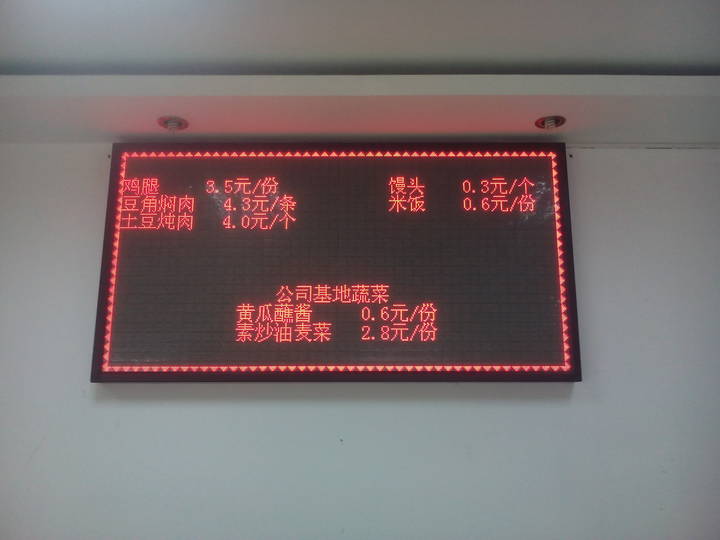 鸡腿 3.5元/份 馒头 0.3元/个
豆角焖肉 4.3元/条 米饭 0.6元/份
土豆炖肉 4.0元/个
公司基地蔬菜
黄瓜蘸酱 0.6元/份
素炒油麦菜 2.8元/份